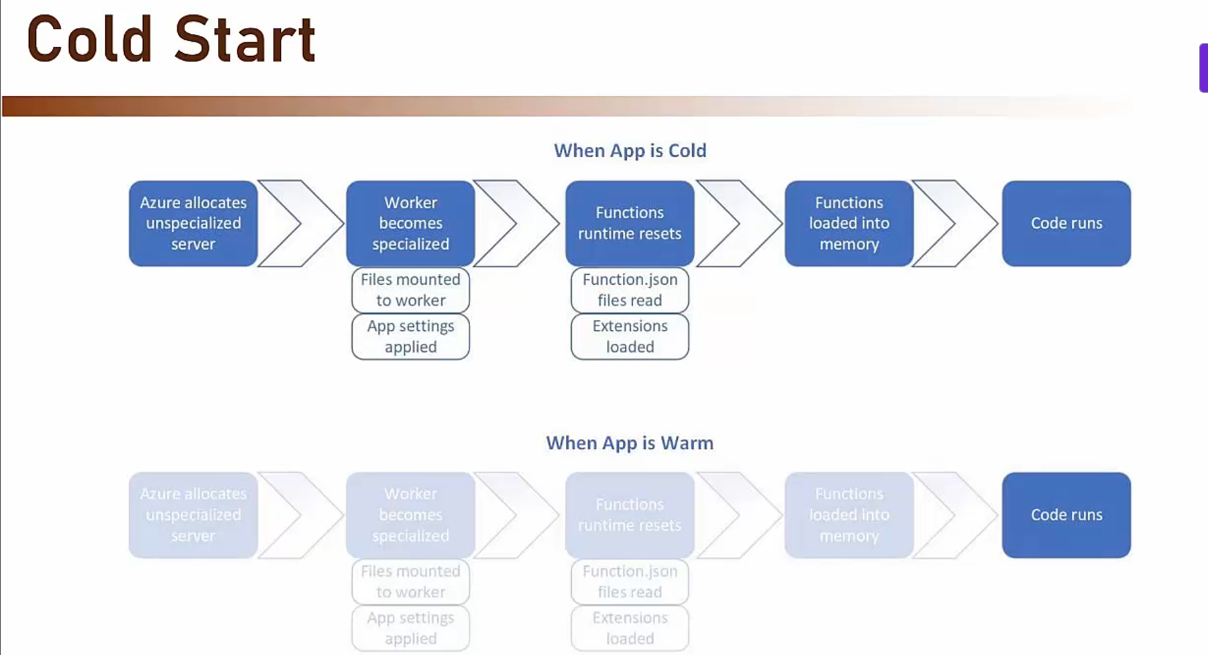 Cold Start
When App is Cold
Azure allocates
unspecialized
server
Worker
becomes
specialized
Files mounted
to worker
App settings
applied
Functions
runtime resets
Function.json
files read
Extensions
loaded
Functions
loaded into
memory
Code runs
When App is Warm
Azure allocates
unspecialized
server
Worker
becomes
specialized
Files mounted
to worker
App settings
applied
Functions
runtime resets
Function.json
files read
Extensions
loaded
Functions
loaded into
memory
Code runs